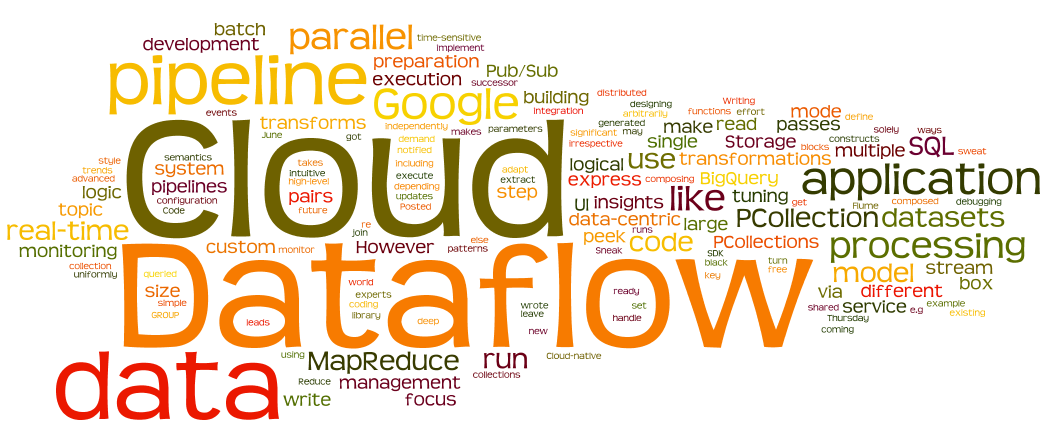 batch
parallel
time-sensitive
development
implement
pipeline
preparation
execution
Pub/Sub
successor
Google
building
distributed
integration
designing
arbitrarily
Writing
functions
effort
mode
define
events
transforms
independently
makes
parameters
generated
significant
may
make
read
passes
solely
ways
June
got
demand
irrespective
single
Storage
blocks
constructs
multiple
SQL
sweat
Cloud
notified
style
trends
advanced
semantics
system
takes
intuitive
high-level
including
execute
depending
adapt
extract
logical
use
transformations
logic
pipelines
configuration
Code
pairs
future
updates
Posted
step
express
composing
BigQuery
application
topic
UI
insights
like
tuning
get
composed
Flume
debugging
real-time
re
join
data-centric
large
PCollection
datasets
monitoring
custom
monitor
However
else
patterns
peek
runs
Sneak
code
PCollections
processing
collection
uniformly
queried
SDK
black
key
turn
free
model
stream
box
Dataflow
size
simple
GROUP
world
experts
coding
library
leads
deep
wrote
leave
new
ready
set
handle
via
different
shared
service
e.g
example
existing
Thursday
coming
data
using
MapReduce
run
Cloud-native
Reduce
management
collections
write
focus